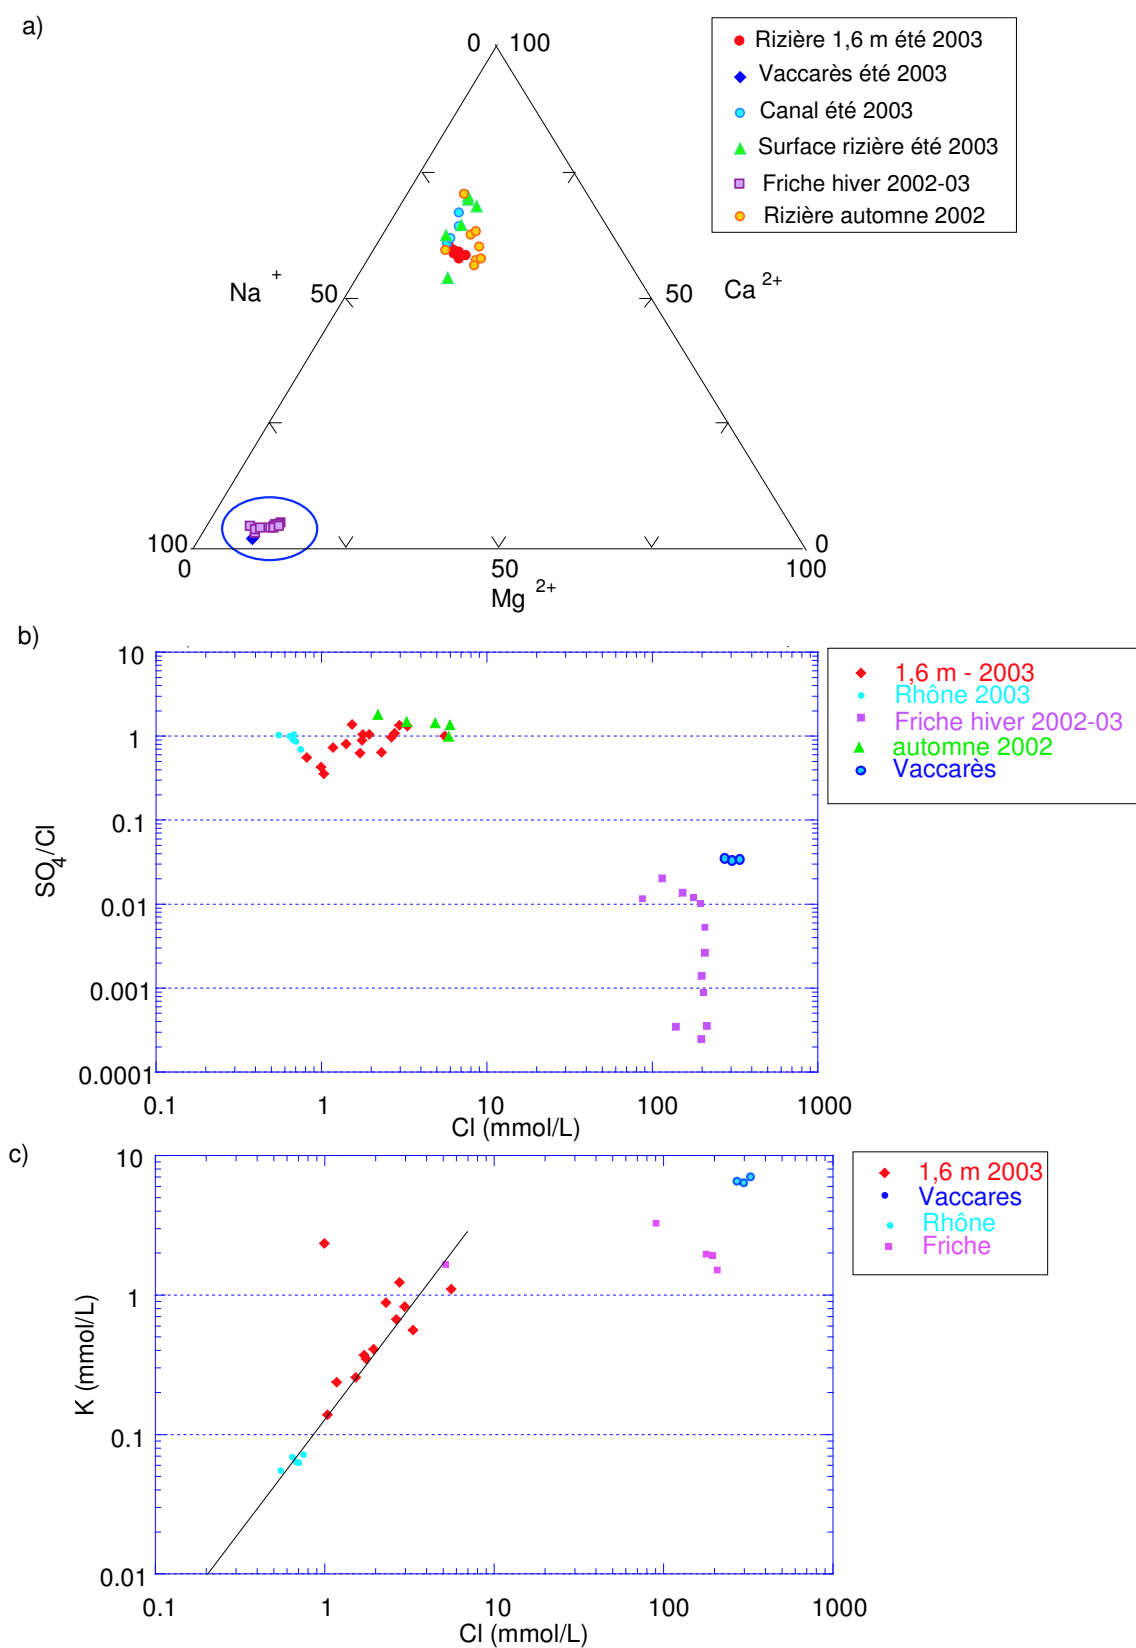 a)
0 100
Rizière 1,6 m été 2003
Vaccarès été 2003
Canal été 2003
Surface rizière été 2003
Friche hiver 2002-03
Rizière automne 2002
Na +
50
50
Ca 2+
100
0
0
50
100
Mg 2+
b)
10
1
0.1
0.01
0.001
0.0001
SO4/Cl
0.1
1
10
100
1000
Cl (mmol/L)
1,6 m - 2003
Rhône 2003
Friche hiver 2002-03
automne 2002
Vaccarès
c)
10
1
0.1
0.01
K (mmol/L)
0.1
1
10
100
1000
Cl (mmol/L)
1,6 m 2003
Vaccares
Rhône
Friche